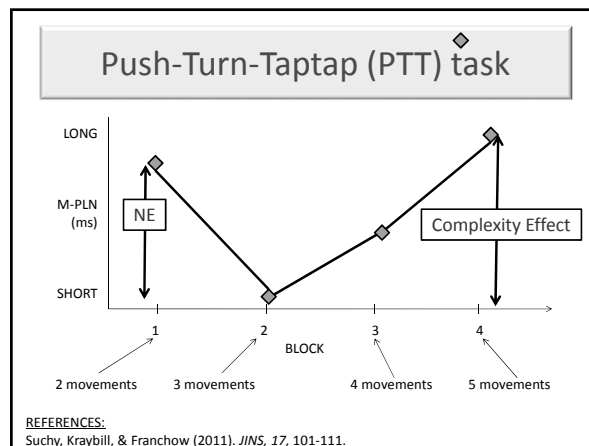 Push-Turn-Taptap (PTT) task
LONG
M-PLN
(ms)
SHORT
NE
Complexity Effect
1 2 3 4
BLOCK
2 movements 3 movements 4 movements 5 movements
REFERENCES:
Suchy, Kraybill, & Franchow (2011). JINS, 17, 101-111.